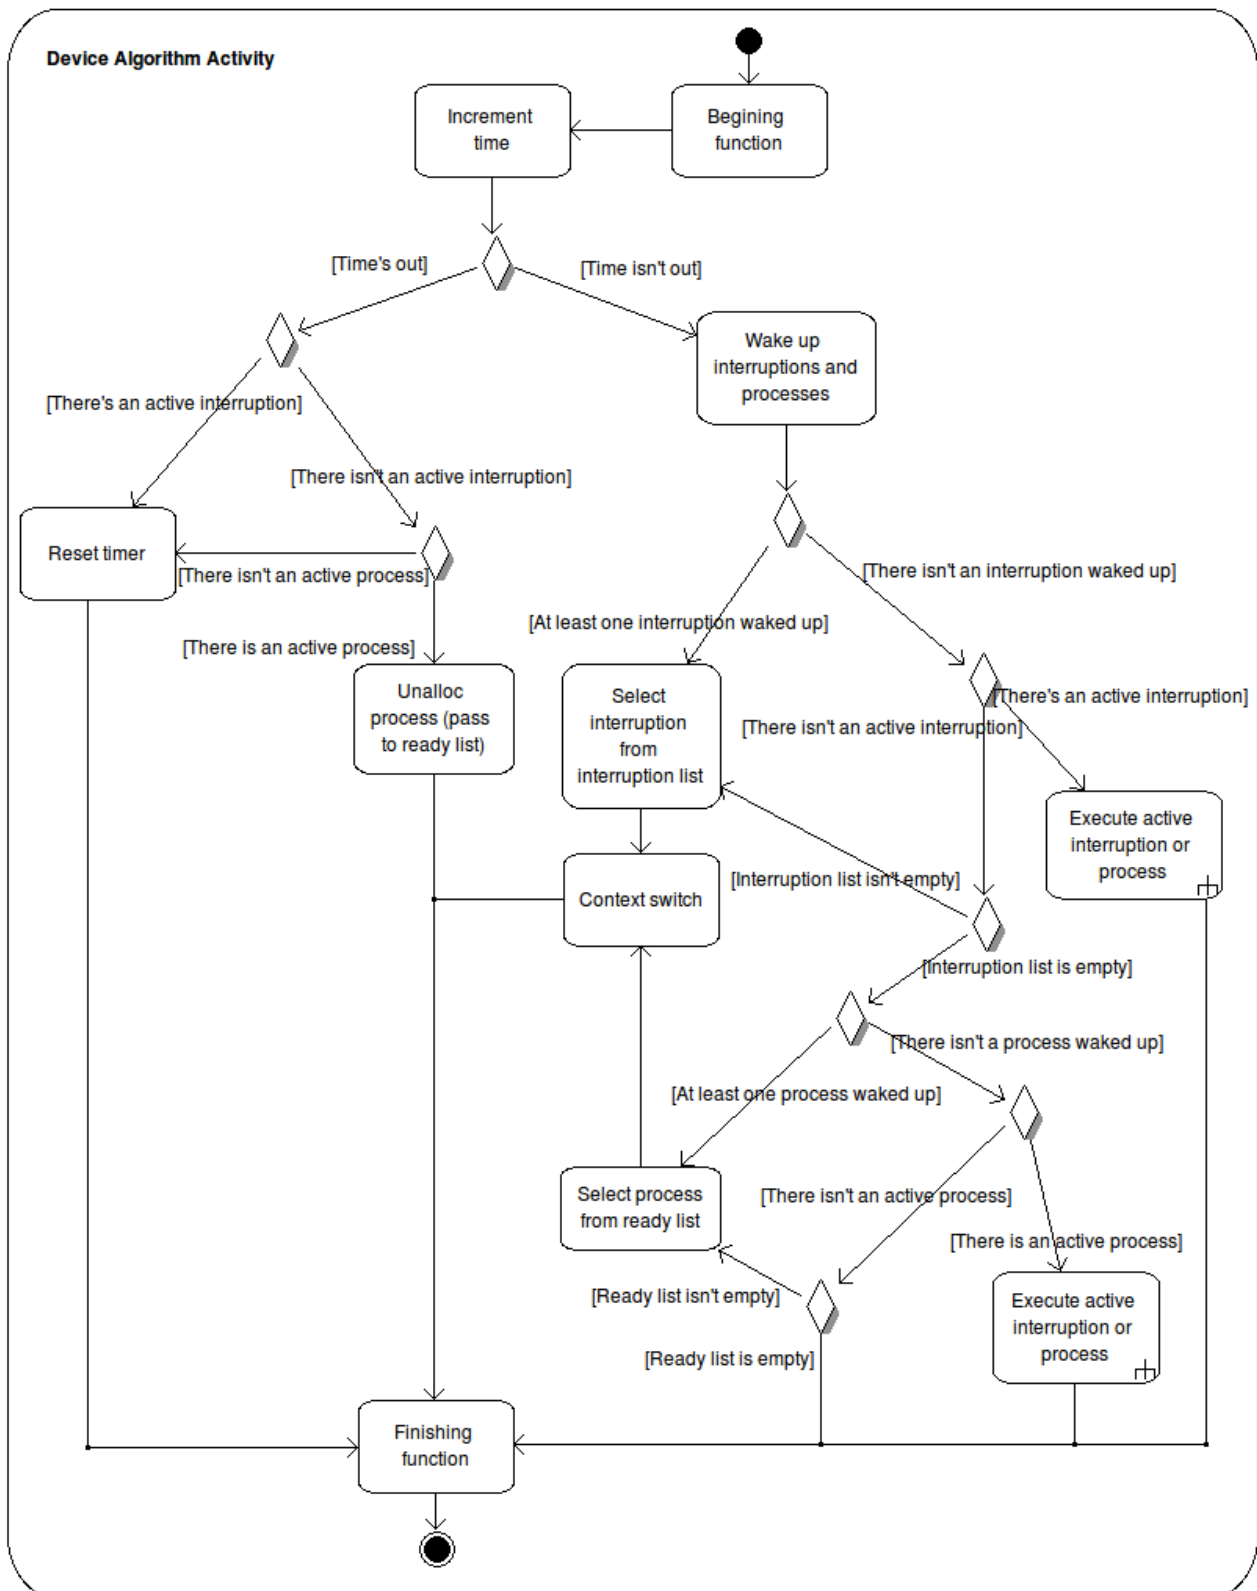 Device Algorithm Activity
Increment
time
Begining
function
[Time's out]
[Time isn't out]
Wake up
interruptions and
processes
[There's an active interruption]
[There isn't an active interruption]
Reset timer
[There isn't an active process]
[There is an active process]
Unalloc
process (pass
to ready list)
[There isn't an interruption waked up]
[At least one interruption waked up]
Select
interruption
from
interruption list
[There's an active interruption]
[There isn't an active interruption]
Execute active
interruption or
process
Context switch
[Interruption list isn't empty]
[Interruption list is empty]
[There isn't a process waked up]
[At least one process waked up]
Select process
from ready list
[There isn't an active process]
[There is an active process]
[Ready list isn't empty]
[Ready list is empty]
Execute active
interruption or
process
Finishing
function